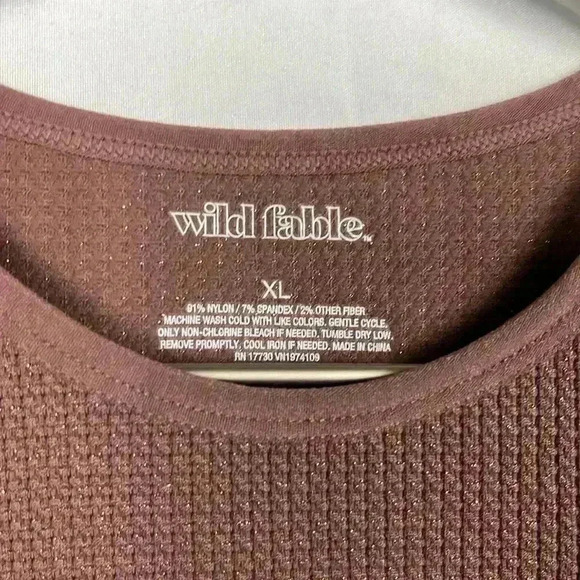 wild fable™
XL
91% NYLON / 7% SPANDEX / 2% OTHER FIBER
MACHINE WASH COLD WITH LIKE COLORS. GENTLE CYCLE.
ONLY NON-CHLORINE BLEACH IF NEEDED. TUMBLE DRY LOW.
REMOVE PROMPTLY. COOL IRON IF NEEDED. MADE IN CHINA
RN 17730 VN1974109